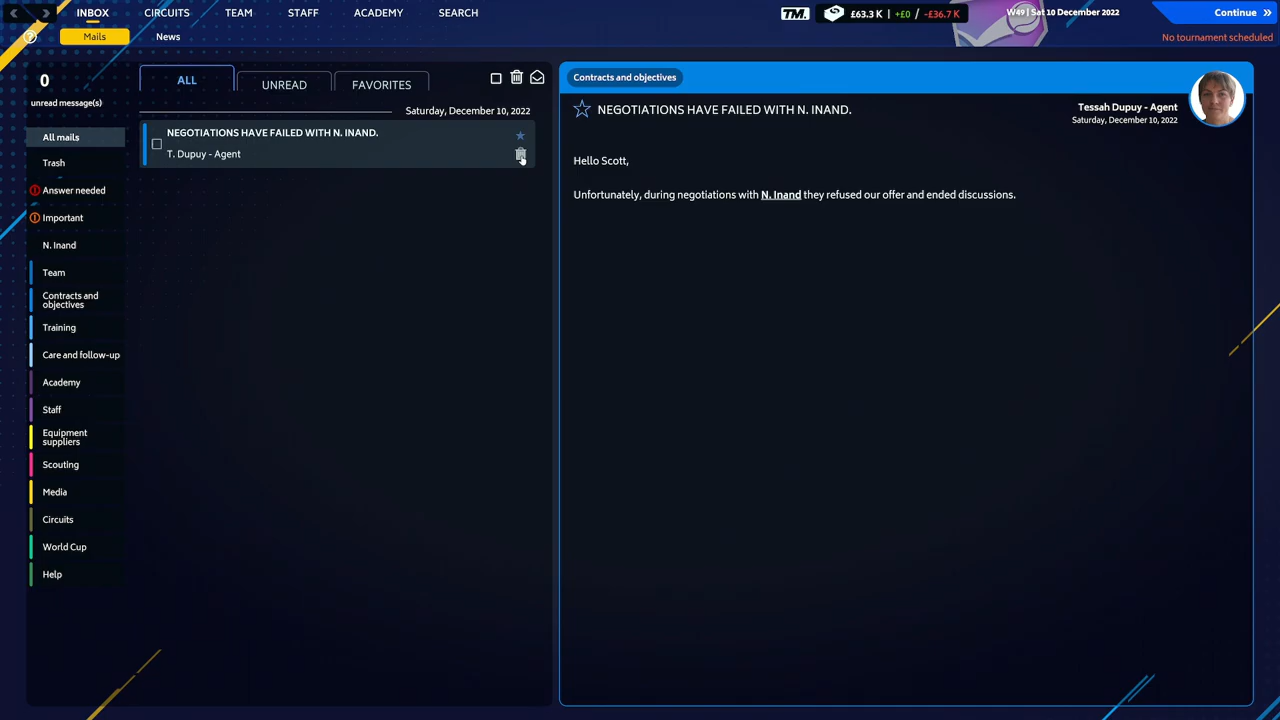 INBOX CIRCUITS TEAM STAFF ACADEMY SEARCH
TM. £63.3 K | +£0 / -£36.7 K
W49 | Sat 10 December 2022
Continue
Mails News
No tournament scheduled
0
unread message(s)
All mails
Trash
Answer needed
Important
N. Inand
Team
Contracts and
objectives
Training
Care and follow-up
Academy
Staff
Equipment
suppliers
Scouting
Media
Circuits
World Cup
Help
ALL UNREAD FAVORITES
Saturday, December 10, 2022
NEGOTIATIONS HAVE FAILED WITH N. INAND.
T. Dupuy - Agent
Contracts and objectives
NEGOTIATIONS HAVE FAILED WITH N. INAND.
Tessah Dupuy - Agent
Saturday, December 10, 2022
Hello Scott,
Unfortunately, during negotiations with N. Inand they refused our offer and ended discussions.